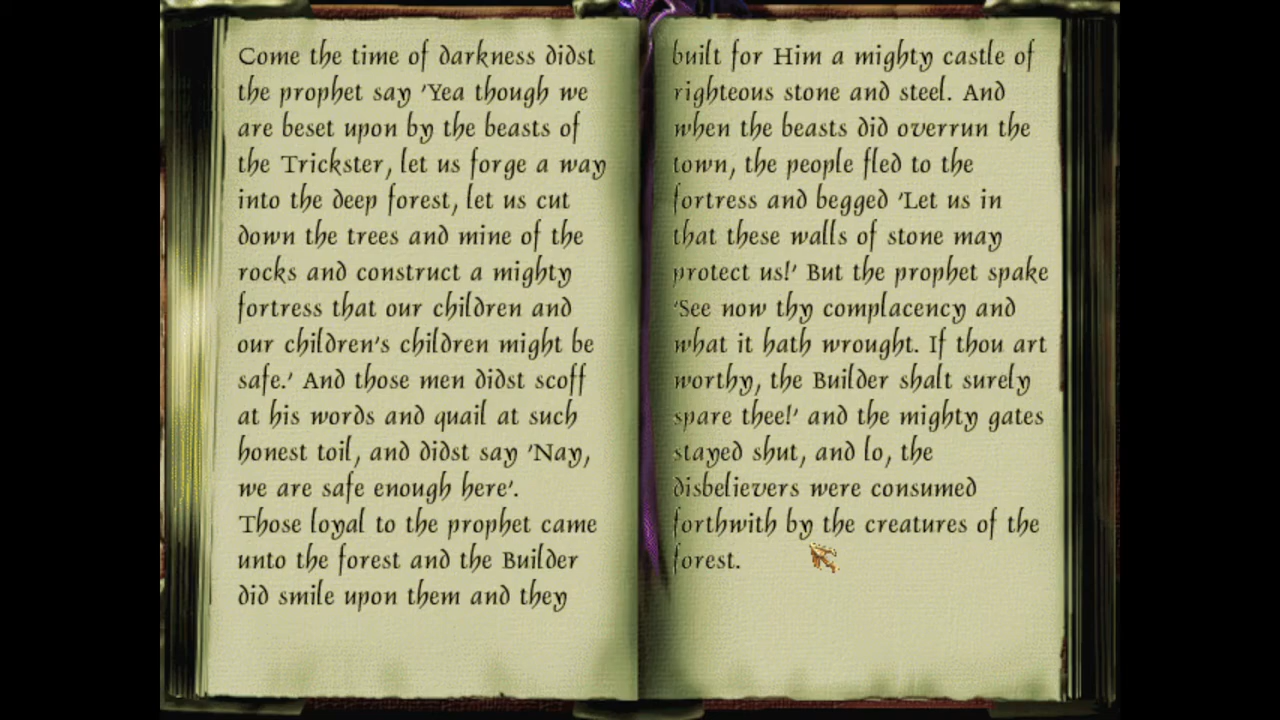 Come the time of darkness didst
the prophet say 'Yea though we
are beset upon by the beasts of
the Trickster, let us forge a way
into the deep forest, let us cut
down the trees and mine of the
rocks and construct a mighty
fortress that our children and
our children's children might be
safe.' And those men didst scoff
at his words and quail at such
honest toil, and didst say 'Nay,
we are safe enough here'.
Those loyal to the prophet came
unto the forest and the Builder
did smile upon them and they
built for Him a mighty castle of
righteous stone and steel. And
when the beasts did overrun the
town, the people fled to the
fortress and begged 'Let us in
that these walls of stone may
protect us!' But the prophet spake
'See now thy complacency and
what it hath wrought. If thou art
worthy, the Builder shalt surely
spare thee!' and the mighty gates
stayed shut, and lo, the
disbelievers were consumed
forthwith by the creatures of the
forest.